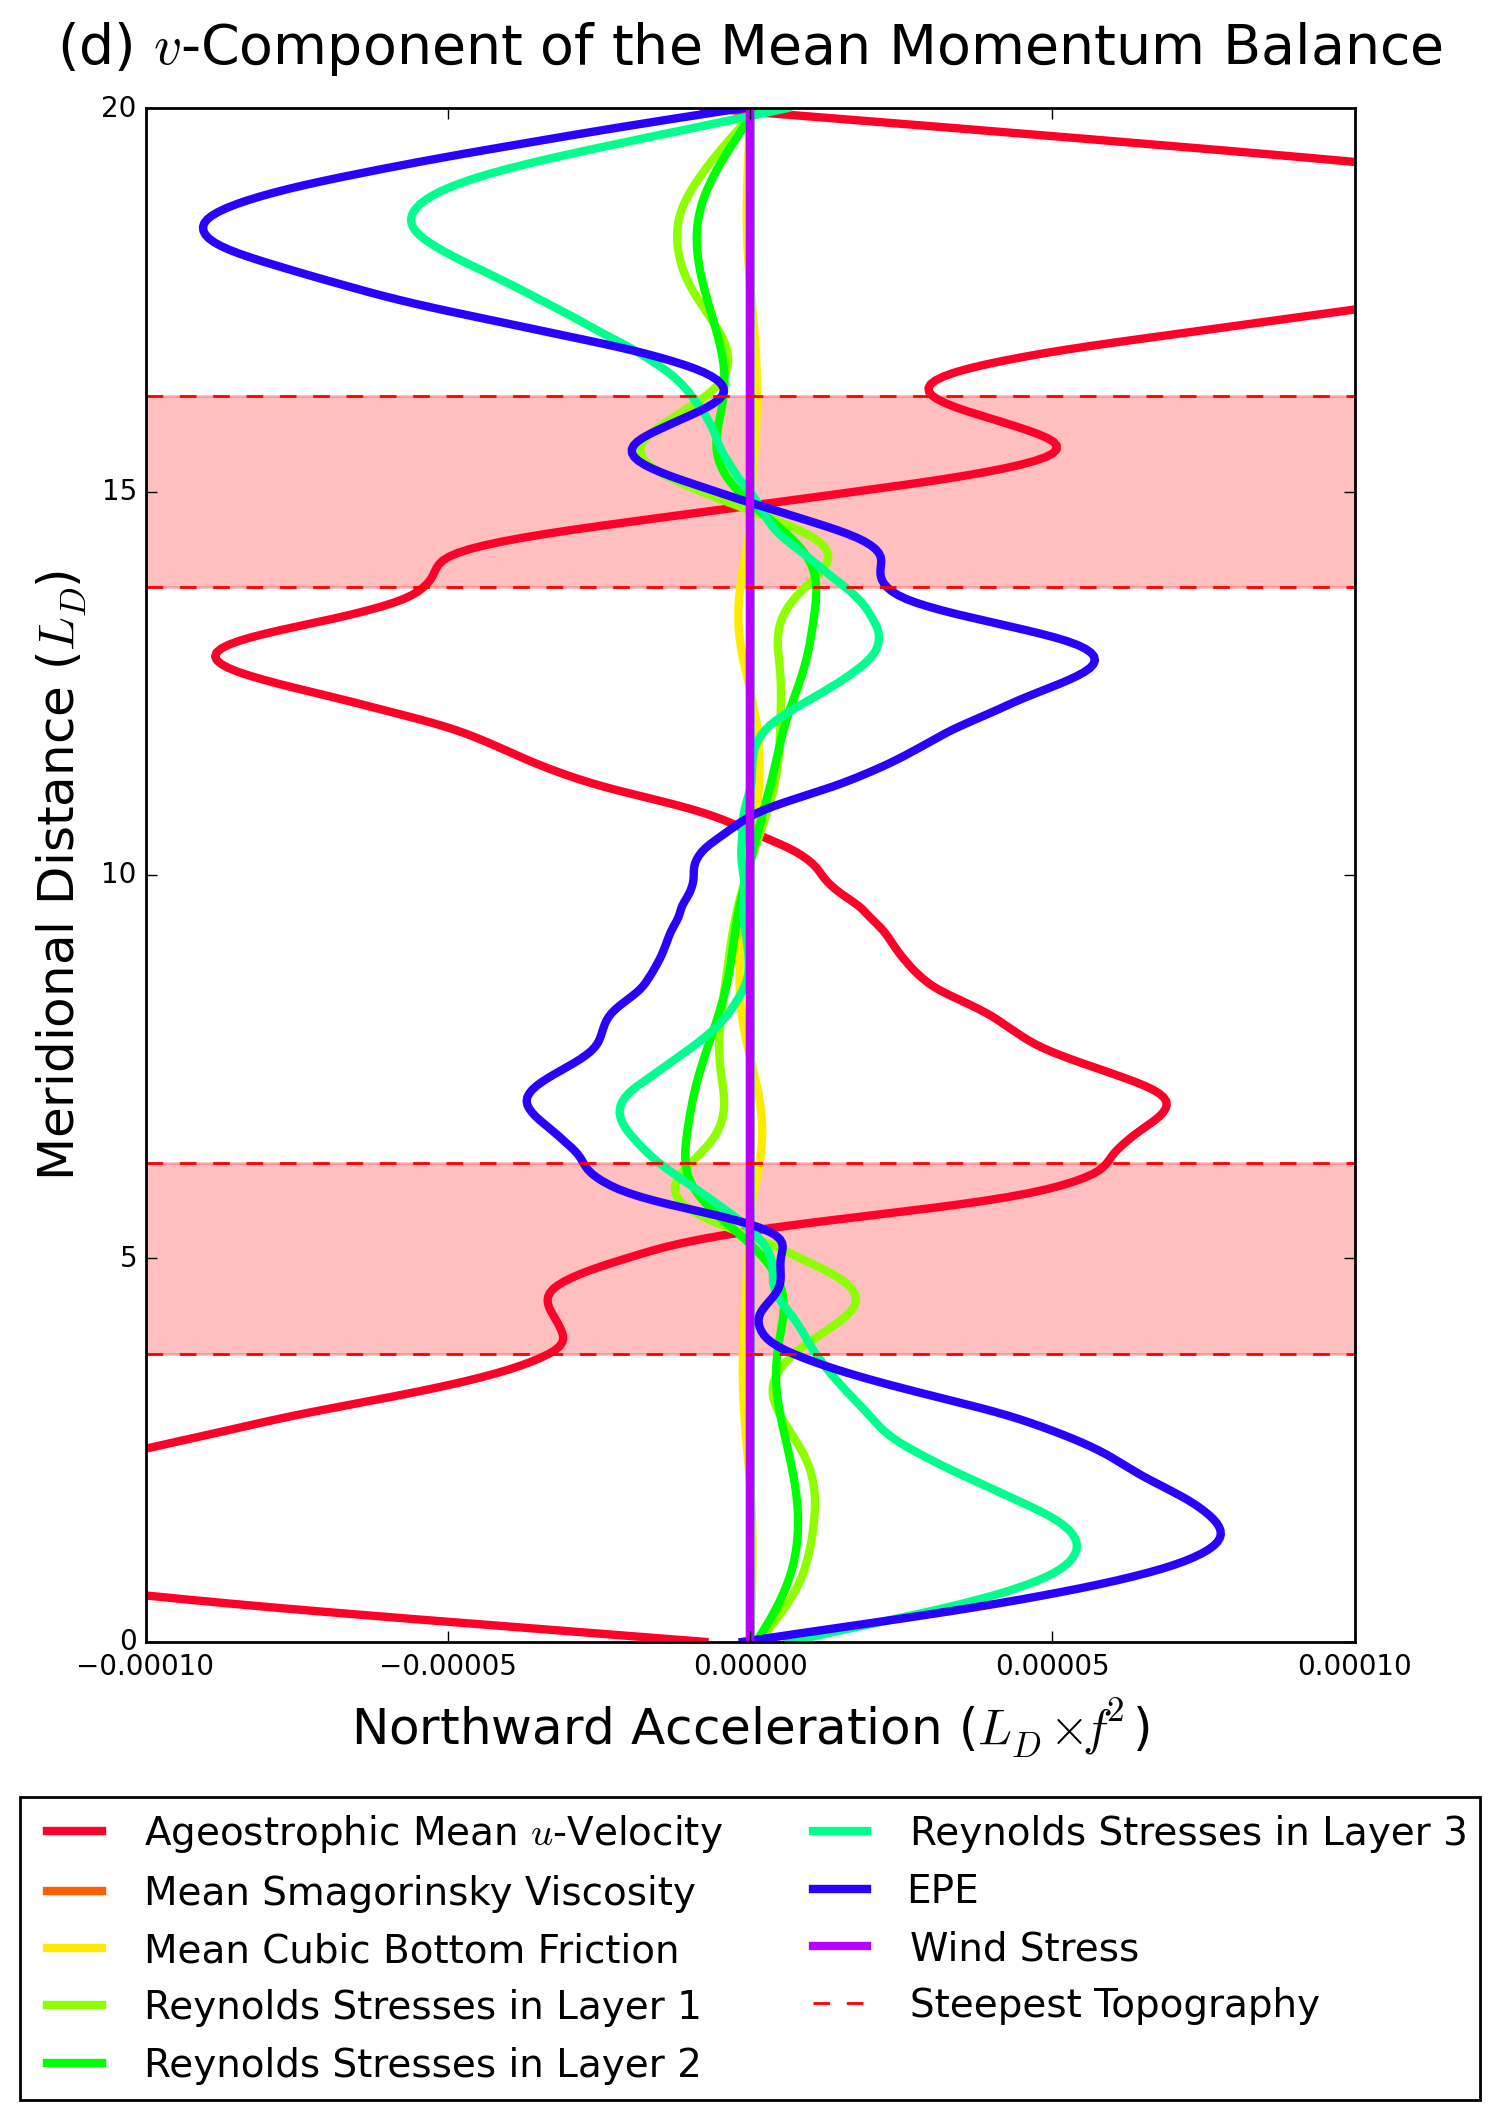 (d) v-Component of the Mean Momentum Balance
20
15
10
5
0
Meridional Distance (L_D)
−0.00010 −0.00005 0.00000 0.00005 0.00010
Northward Acceleration (L_D × f²)
Ageostrophic Mean u-Velocity
Mean Smagorinsky Viscosity
Mean Cubic Bottom Friction
Reynolds Stresses in Layer 1
Reynolds Stresses in Layer 2
Reynolds Stresses in Layer 3
EPE
Wind Stress
Steepest Topography